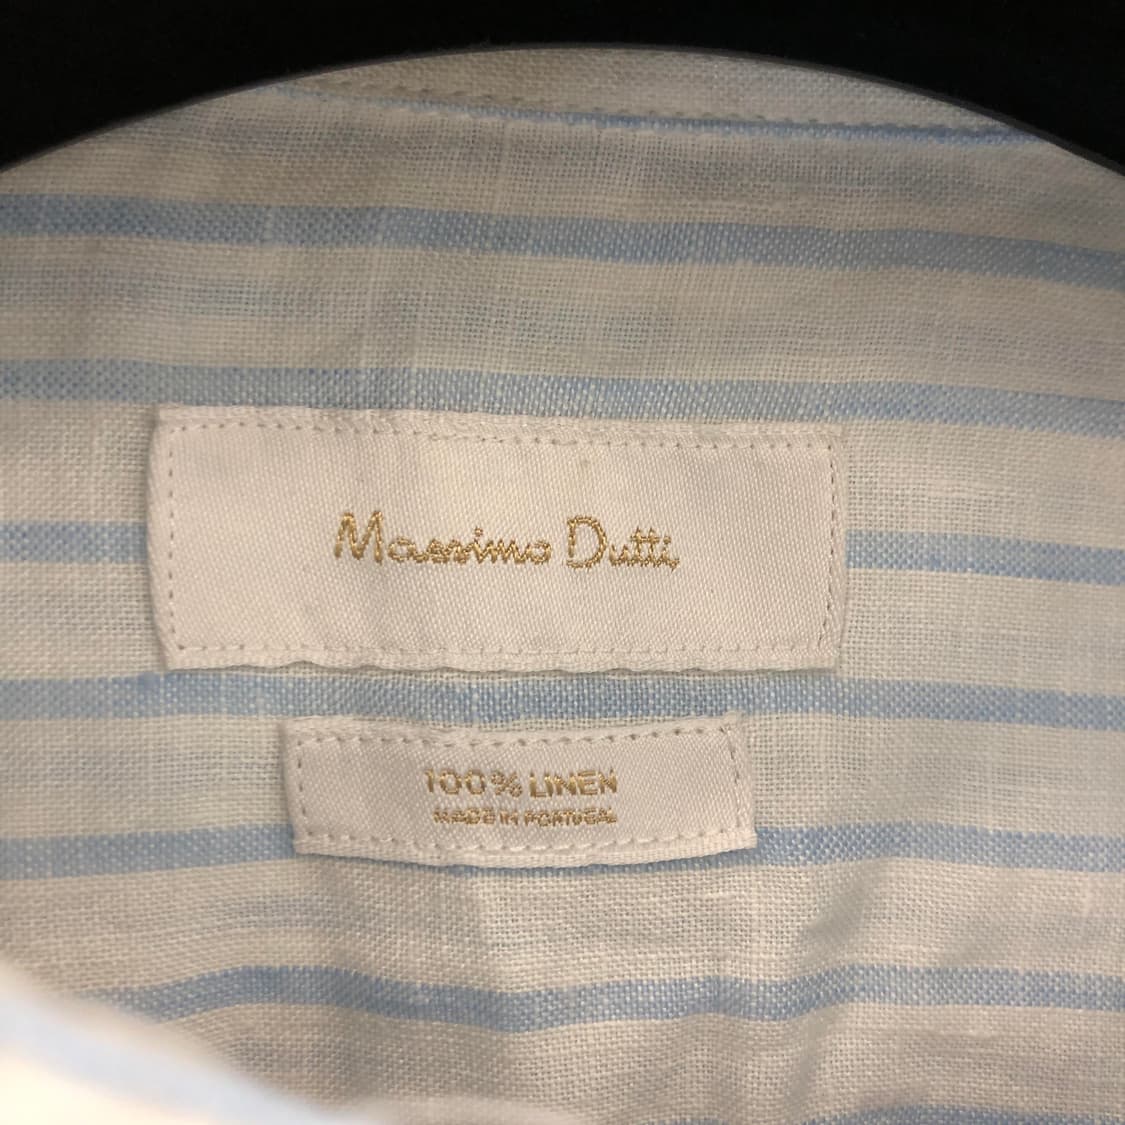 Massimo Dutti
100% LINEN
MADE IN PORTUGAL